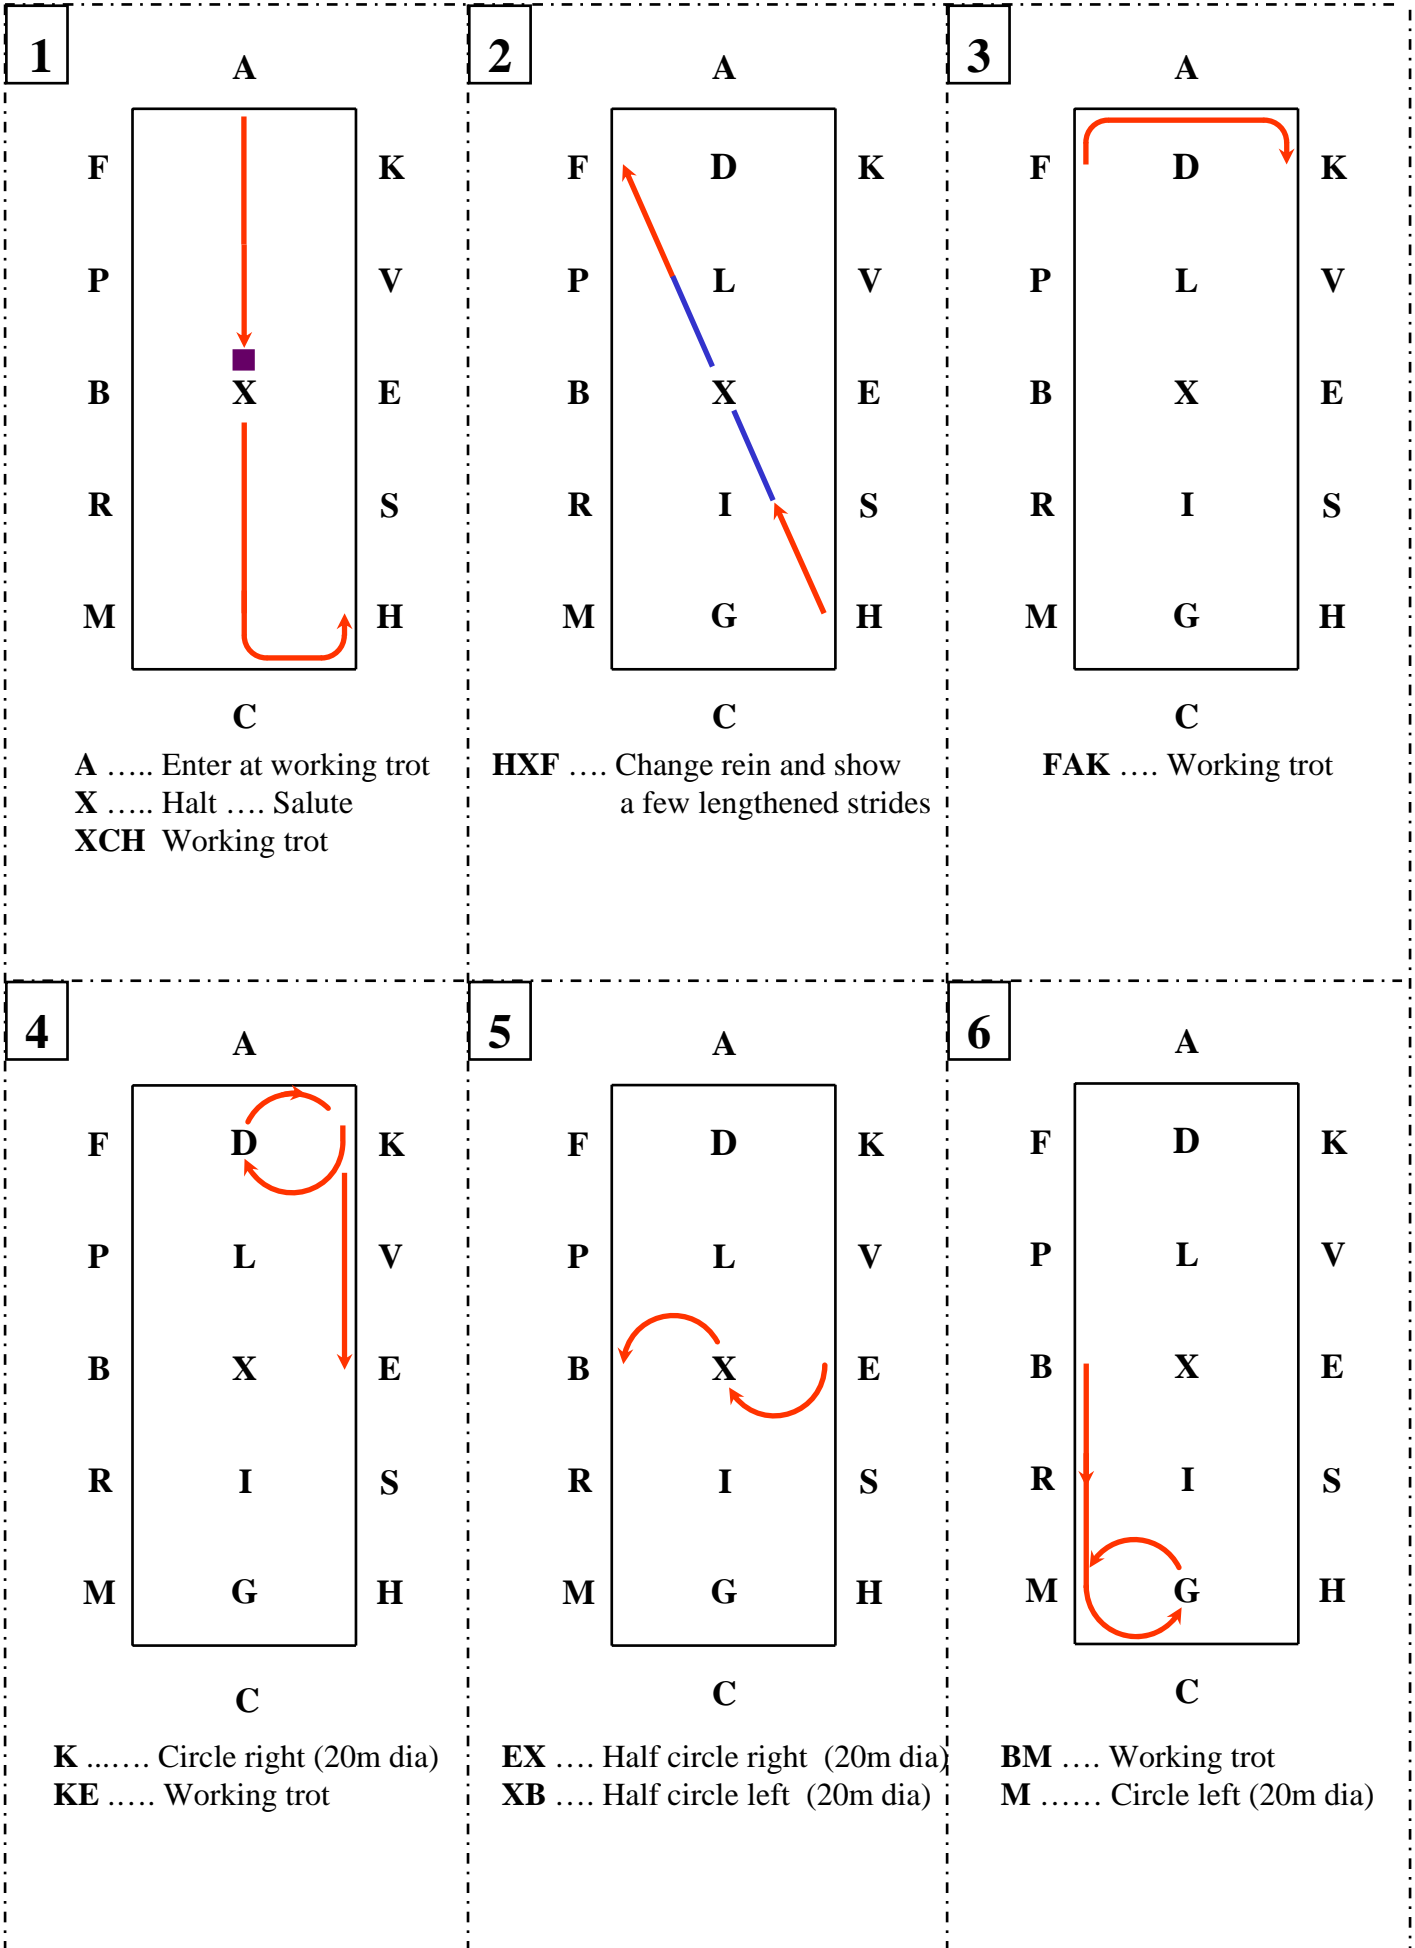 1
A
F K
P V
B X E
R S
M H
C
A ..... Enter at working trot
X ..... Halt .... Salute
XCH Working trot
2
A
F D K
P L V
B X E
R I S
M G H
C
HXF .... Change rein and show
a few lengthened strides
3
A
F D K
P L V
B X E
R I S
M G H
C
FAK .... Working trot
4
A
F D K
P L V
B X E
R I S
M G H
C
K ...…. Circle right (20m dia)
KE ..… Working trot
5
A
F D K
P L V
B X E
R I S
M G H
C
EX .... Half circle right (20m dia)
XB .... Half circle left (20m dia)
6
A
F D K
P L V
B X E
R I S
M G H
C
BM .... Working trot
M …… Circle left (20m dia)